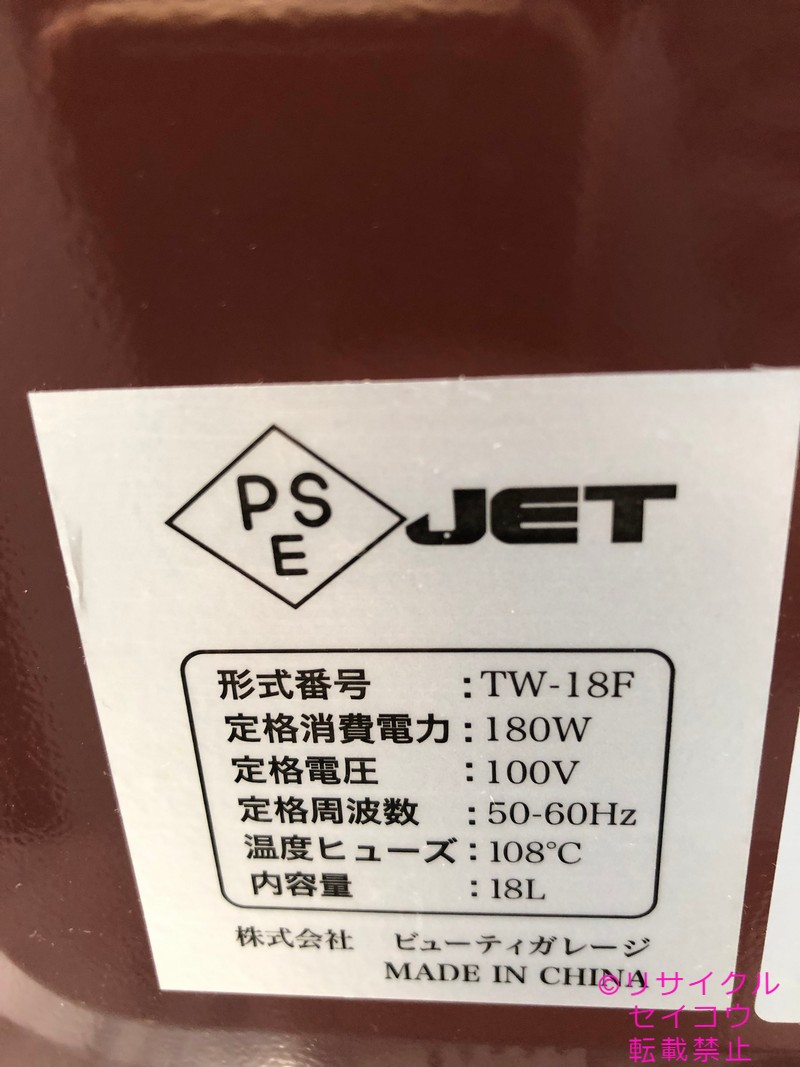 PS
E
JET
形式番号 :TW-18F
定格消費電力:180W
定格電圧 :100V
定格周波数 :50-60Hz
温度ヒューズ:108℃
内容量 :18L
株式会社 ビューティガレージ
MADE IN CHINA
©リサイクル
セイコウ
転載禁止